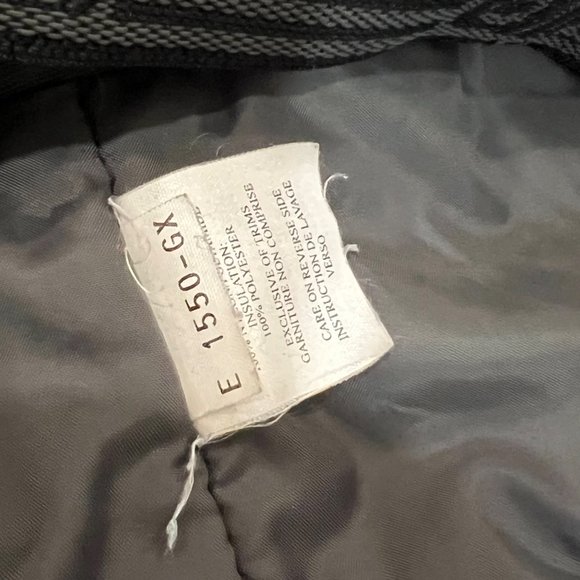 E 1550-GX
INSULATION:
100% POLYESTER
EXCLUSIVE OF TRIMS
GARNITURE NON COMPRISE
CARE ON REVERSE SIDE
INSTRUCTION DE LAVAGE
VERSO